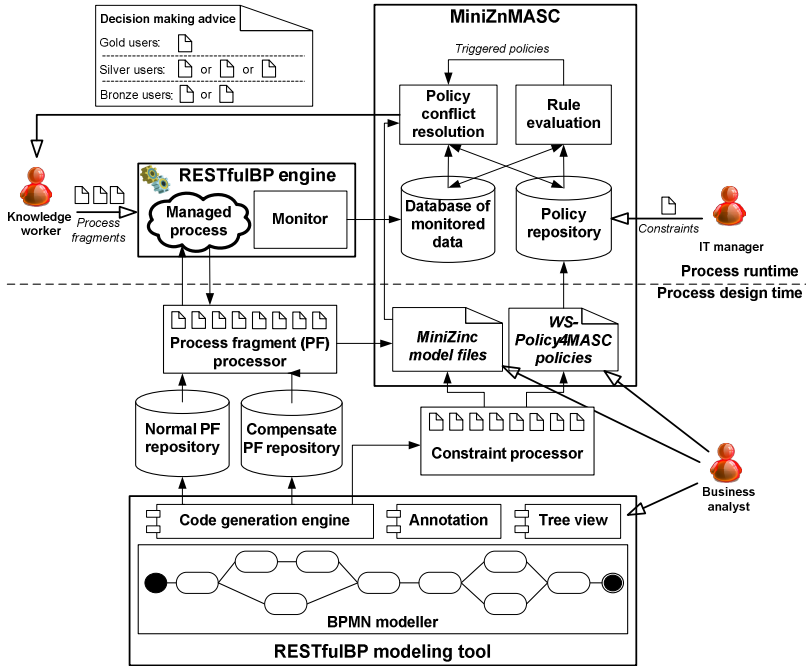 Decision making advice
Gold users:
Silver users: or or
Bronze users: or
MiniZnMASC
Triggered policies
Policy
conflict
resolution
Rule
evaluation
RESTfulBP engine
Managed
process
Monitor
Knowledge
worker
Process
fragments
Database of
monitored
data
Policy
repository
Constraints
IT manager
Process runtime
Process design time
Process fragment (PF)
processor
MiniZinc
model files
WS-
Policy4MASC
policies
Normal PF
repository
Compensate
PF repository
Constraint processor
Business
analyst
Code generation engine
Annotation
Tree view
BPMN modeller
RESTfulBP modeling tool